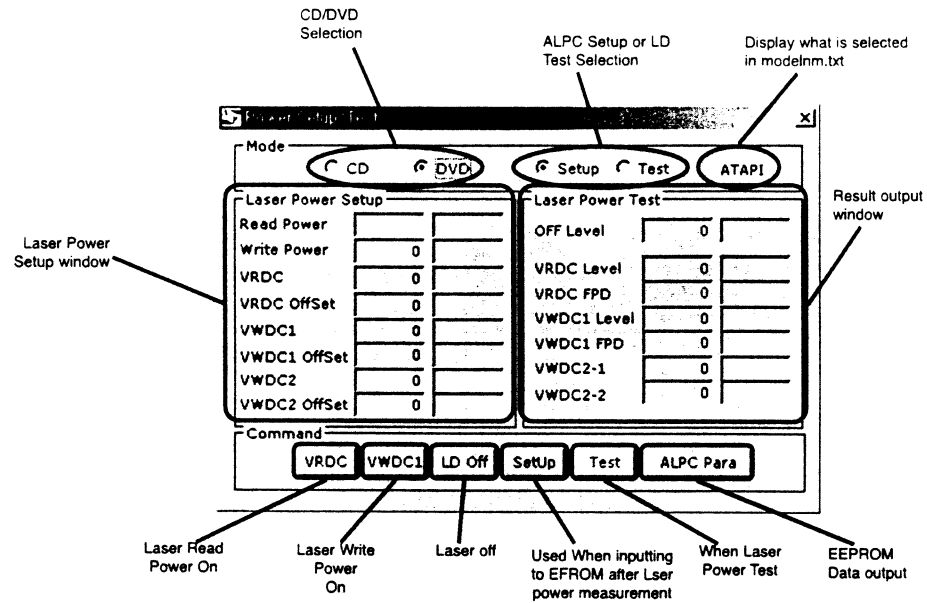 CD/DVD
Selection
ALPC Setup or LD
Test Selection
Display what is selected
in modelnm.txt
Mode
CD
DVD
Setup
Test
ATAPI
Laser Power
Setup window
Laser Power Setup
Read Power
Write Power 0
VRDC 0
VRDC OffSet 0
VWDC1 0
VWDC1 OffSet 0
VWDC2 0
VWDC2 OffSet 0
Laser Power Test
OFF Level 0
VRDC Level 0
VRDC FPD 0
VWDC1 Level 0
VWDC1 FPD 0
VWDC2-1 0
VWDC2-2 0
Result output
window
Command
VRDC
VWDC1
LD Off
SetUp
Test
ALPC Para
Laser Read
Power On
Laser Write
Power
On
Laser off
Used When inputting
to EFROM after Lser
power measurement
When Laser
Power Test
EEPROM
Data output